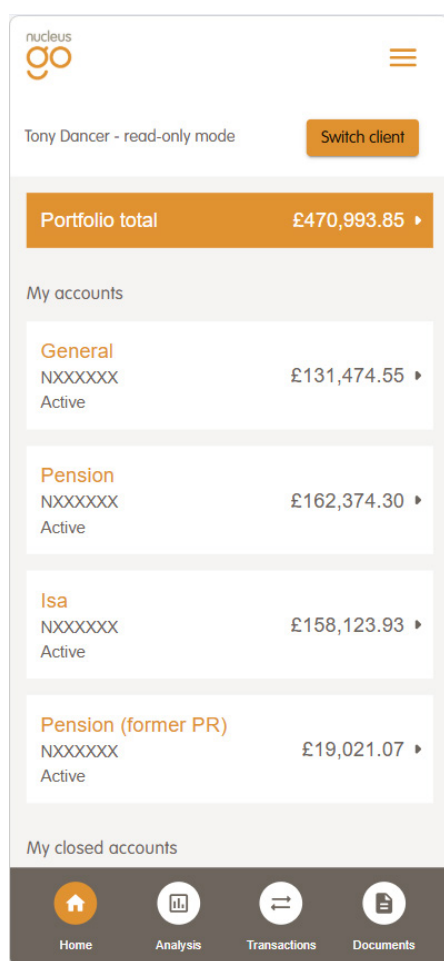 nucleus
go
Tony Dancer - read-only mode
Switch client
Portfolio total £470,993.85
My accounts
General
NXXXXXX £131,474.55
Active
Pension
NXXXXXX £162,374.30
Active
Isa
NXXXXXX £158,123.93
Active
Pension (former PR)
NXXXXXX £19,021.07
Active
My closed accounts
Home Analysis Transactions Documents